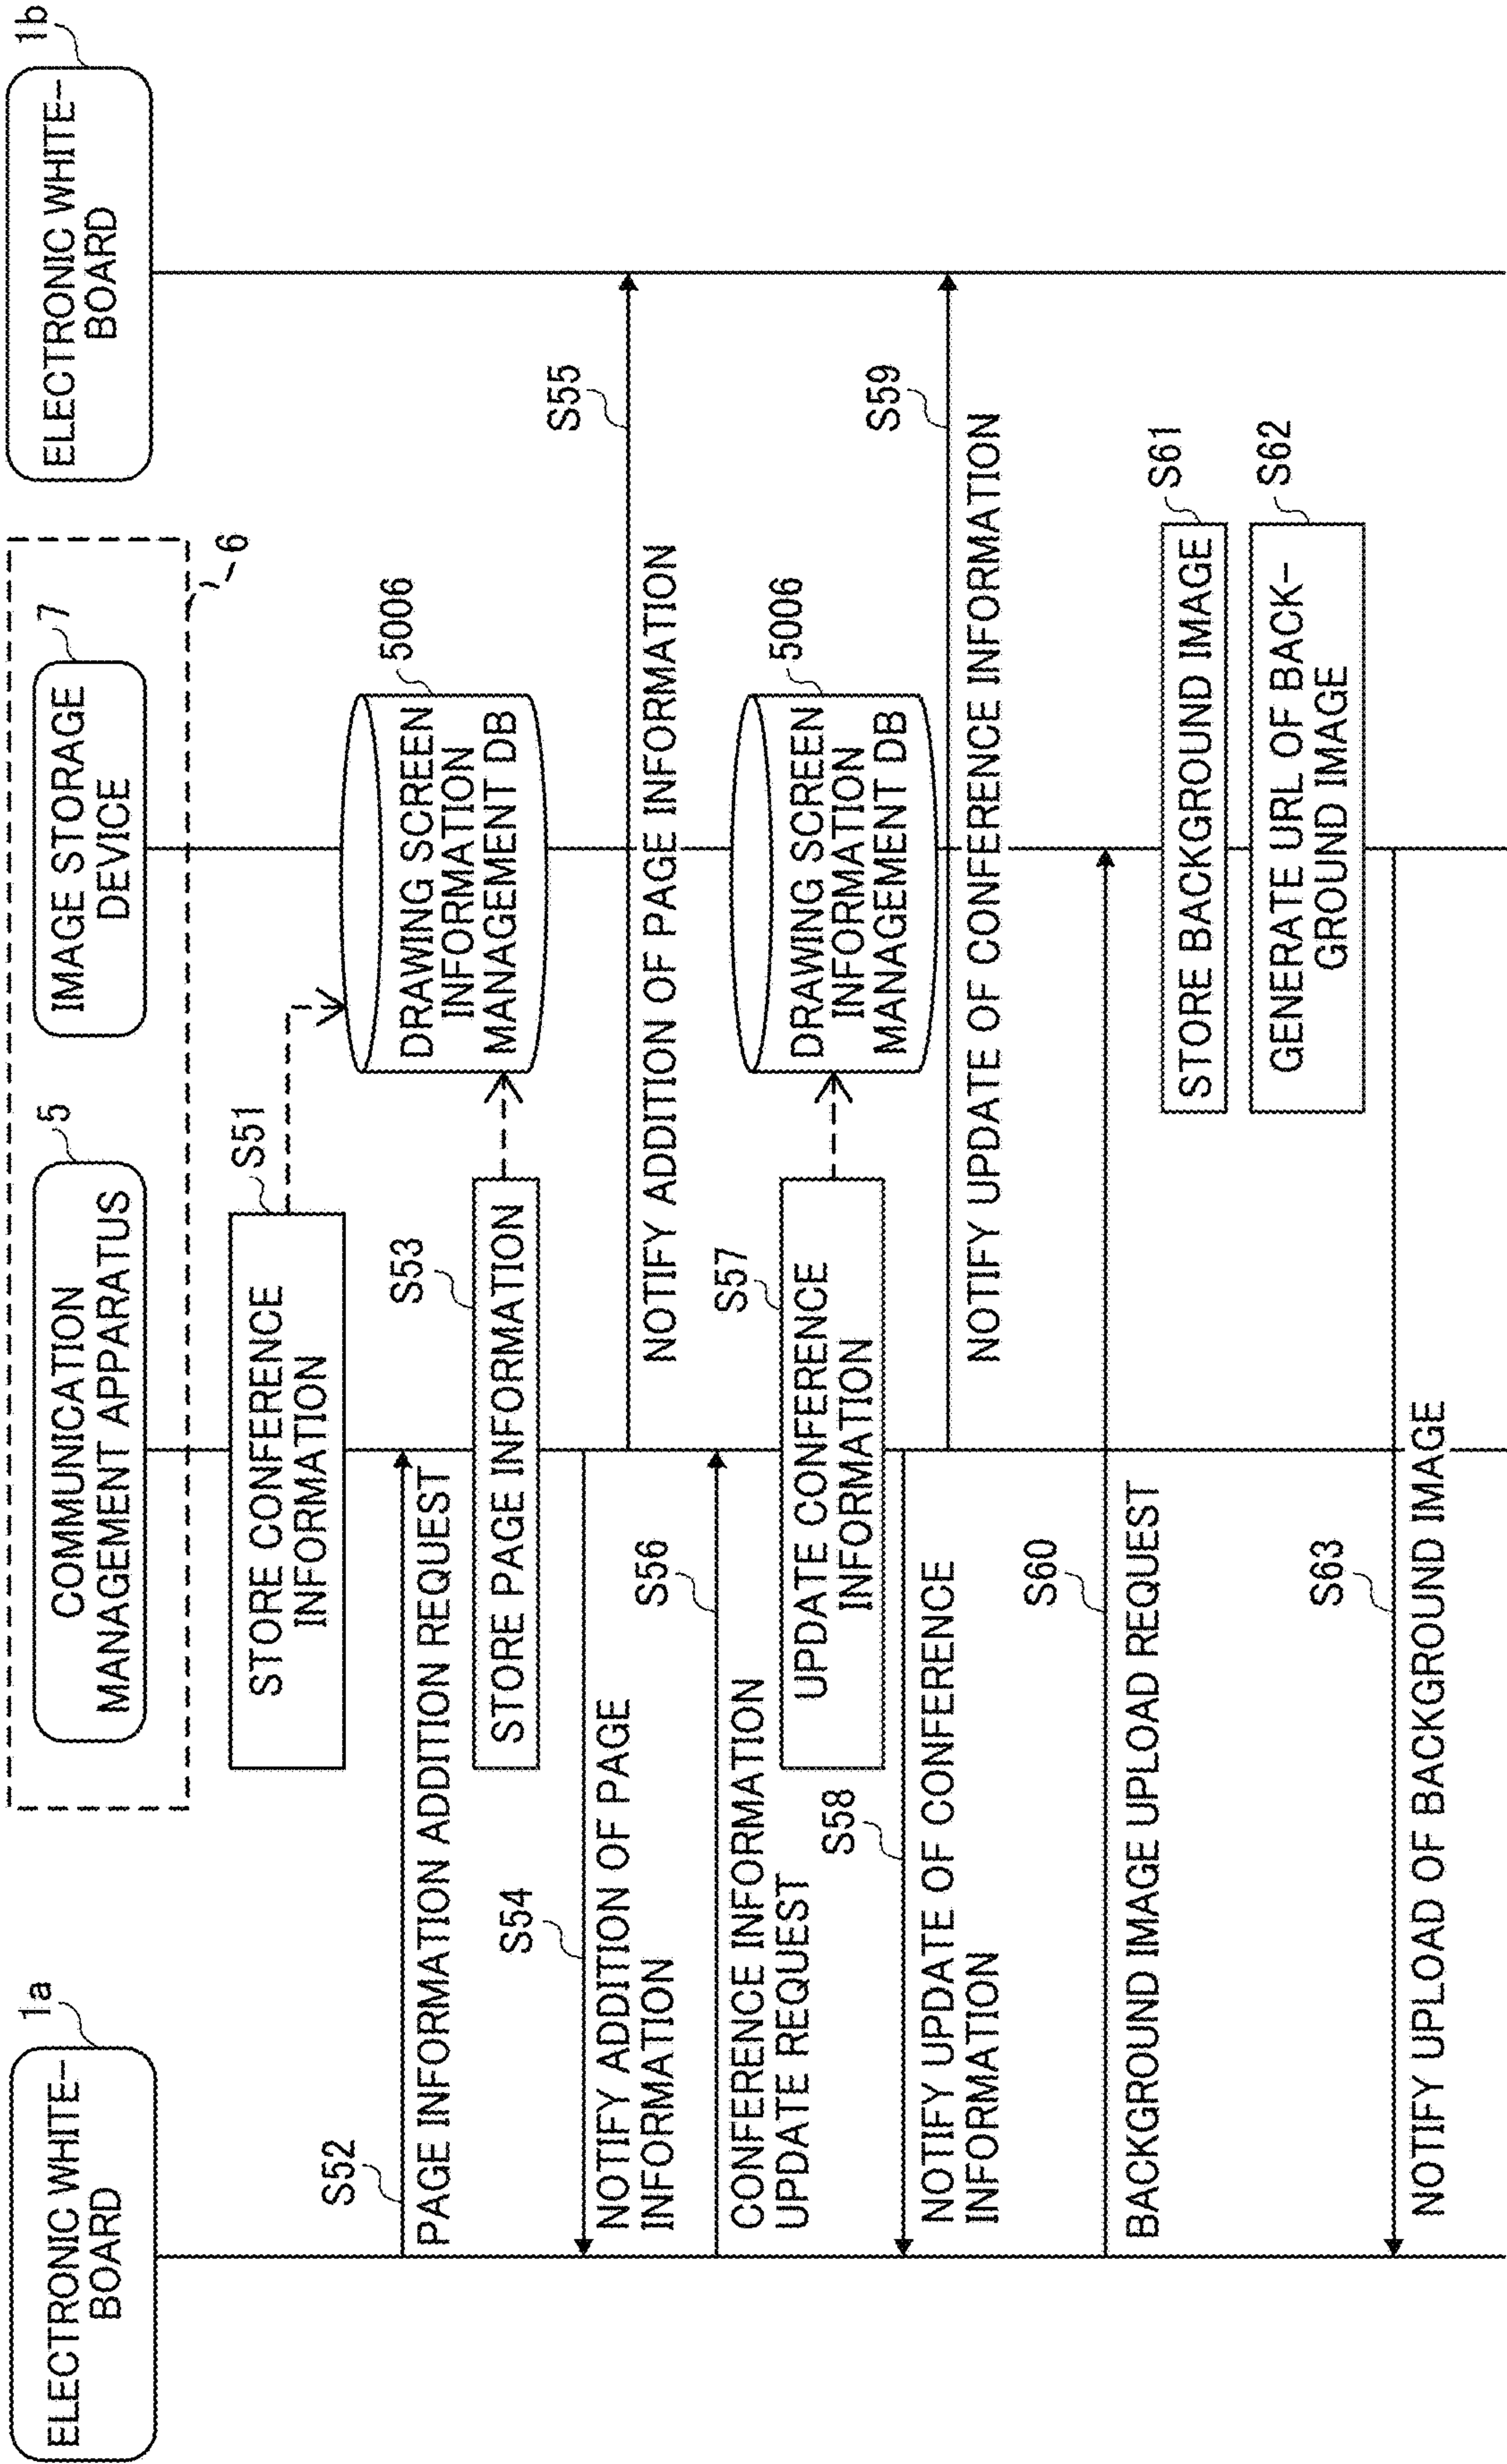 ELECTRONIC WHITE-
BOARD
1a
COMMUNICATION
MANAGEMENT APPARATUS
5
IMAGE STORAGE
DEVICE
7
6
ELECTRONIC WHITE-
BOARD
1b
STORE CONFERENCE
INFORMATION
S51
S52
PAGE INFORMATION ADDITION REQUEST
DRAWING SCREEN
INFORMATION
MANAGEMENT DB
5006
STORE PAGE INFORMATION
S53
S54
NOTIFY ADDITION OF PAGE
INFORMATION
S55
NOTIFY ADDITION OF PAGE INFORMATION
S56
CONFERENCE INFORMATION
UPDATE REQUEST
UPDATE CONFERENCE
INFORMATION
S57
DRAWING SCREEN
INFORMATION
MANAGEMENT DB
5006
S58
NOTIFY UPDATE OF CONFERENCE
INFORMATION
S59
NOTIFY UPDATE OF CONFERENCE INFORMATION
S60
BACKGROUND IMAGE UPLOAD REQUEST
STORE BACKGROUND IMAGE
S61
GENERATE URL OF BACK-
GROUND IMAGE
S62
S63
NOTIFY UPLOAD OF BACKGROUND IMAGE